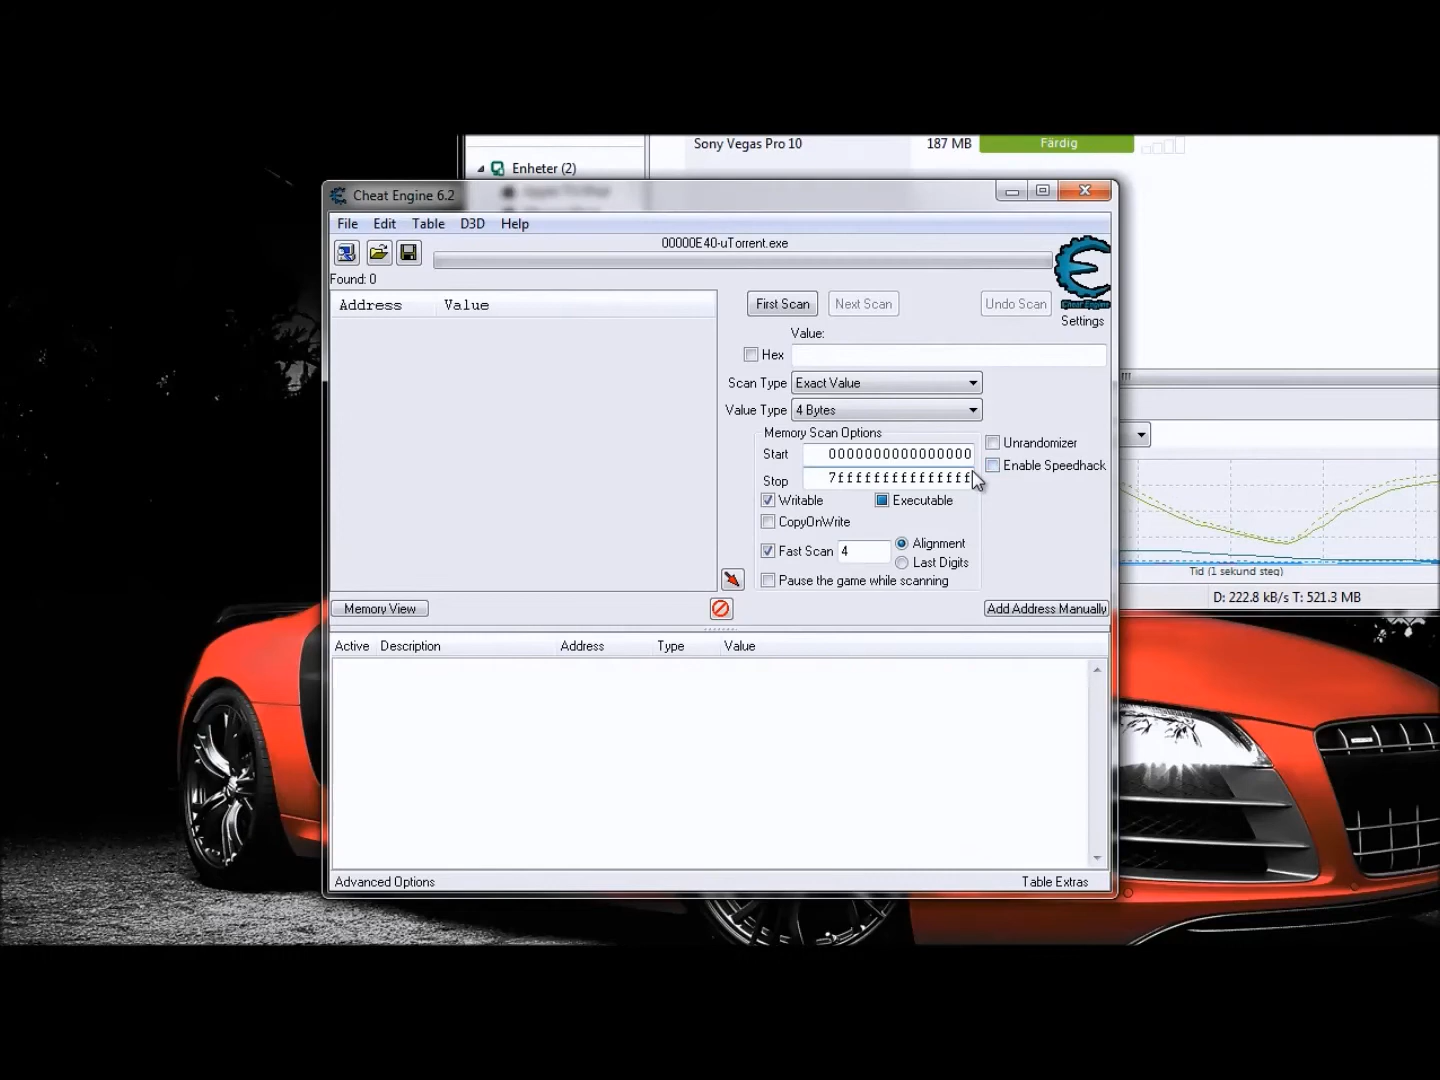 Sony Vegas Pro 10 187 MB Färdig
Enheter (2)
Cheat Engine 6.2
File Edit Table D3D Help
00000E40-uTorrent.exe
Found: 0
Address Value
First Scan Next Scan Undo Scan
Cheat Engine
Settings
Value:
Hex
Scan Type Exact Value
Value Type 4 Bytes
Memory Scan Options
Unrandomizer
Start 0000000000000000
Enable Speedhack
Stop 7fffffffffffffff
Writable Executable
CopyOnWrite
Fast Scan 4 Alignment
Last Digits
Pause the game while scanning
Tid (1 sekund steg)
D: 222.8 kB/s T: 521.3 MB
Memory View Add Address Manually
Active Description Address Type Value
Advanced Options Table Extras